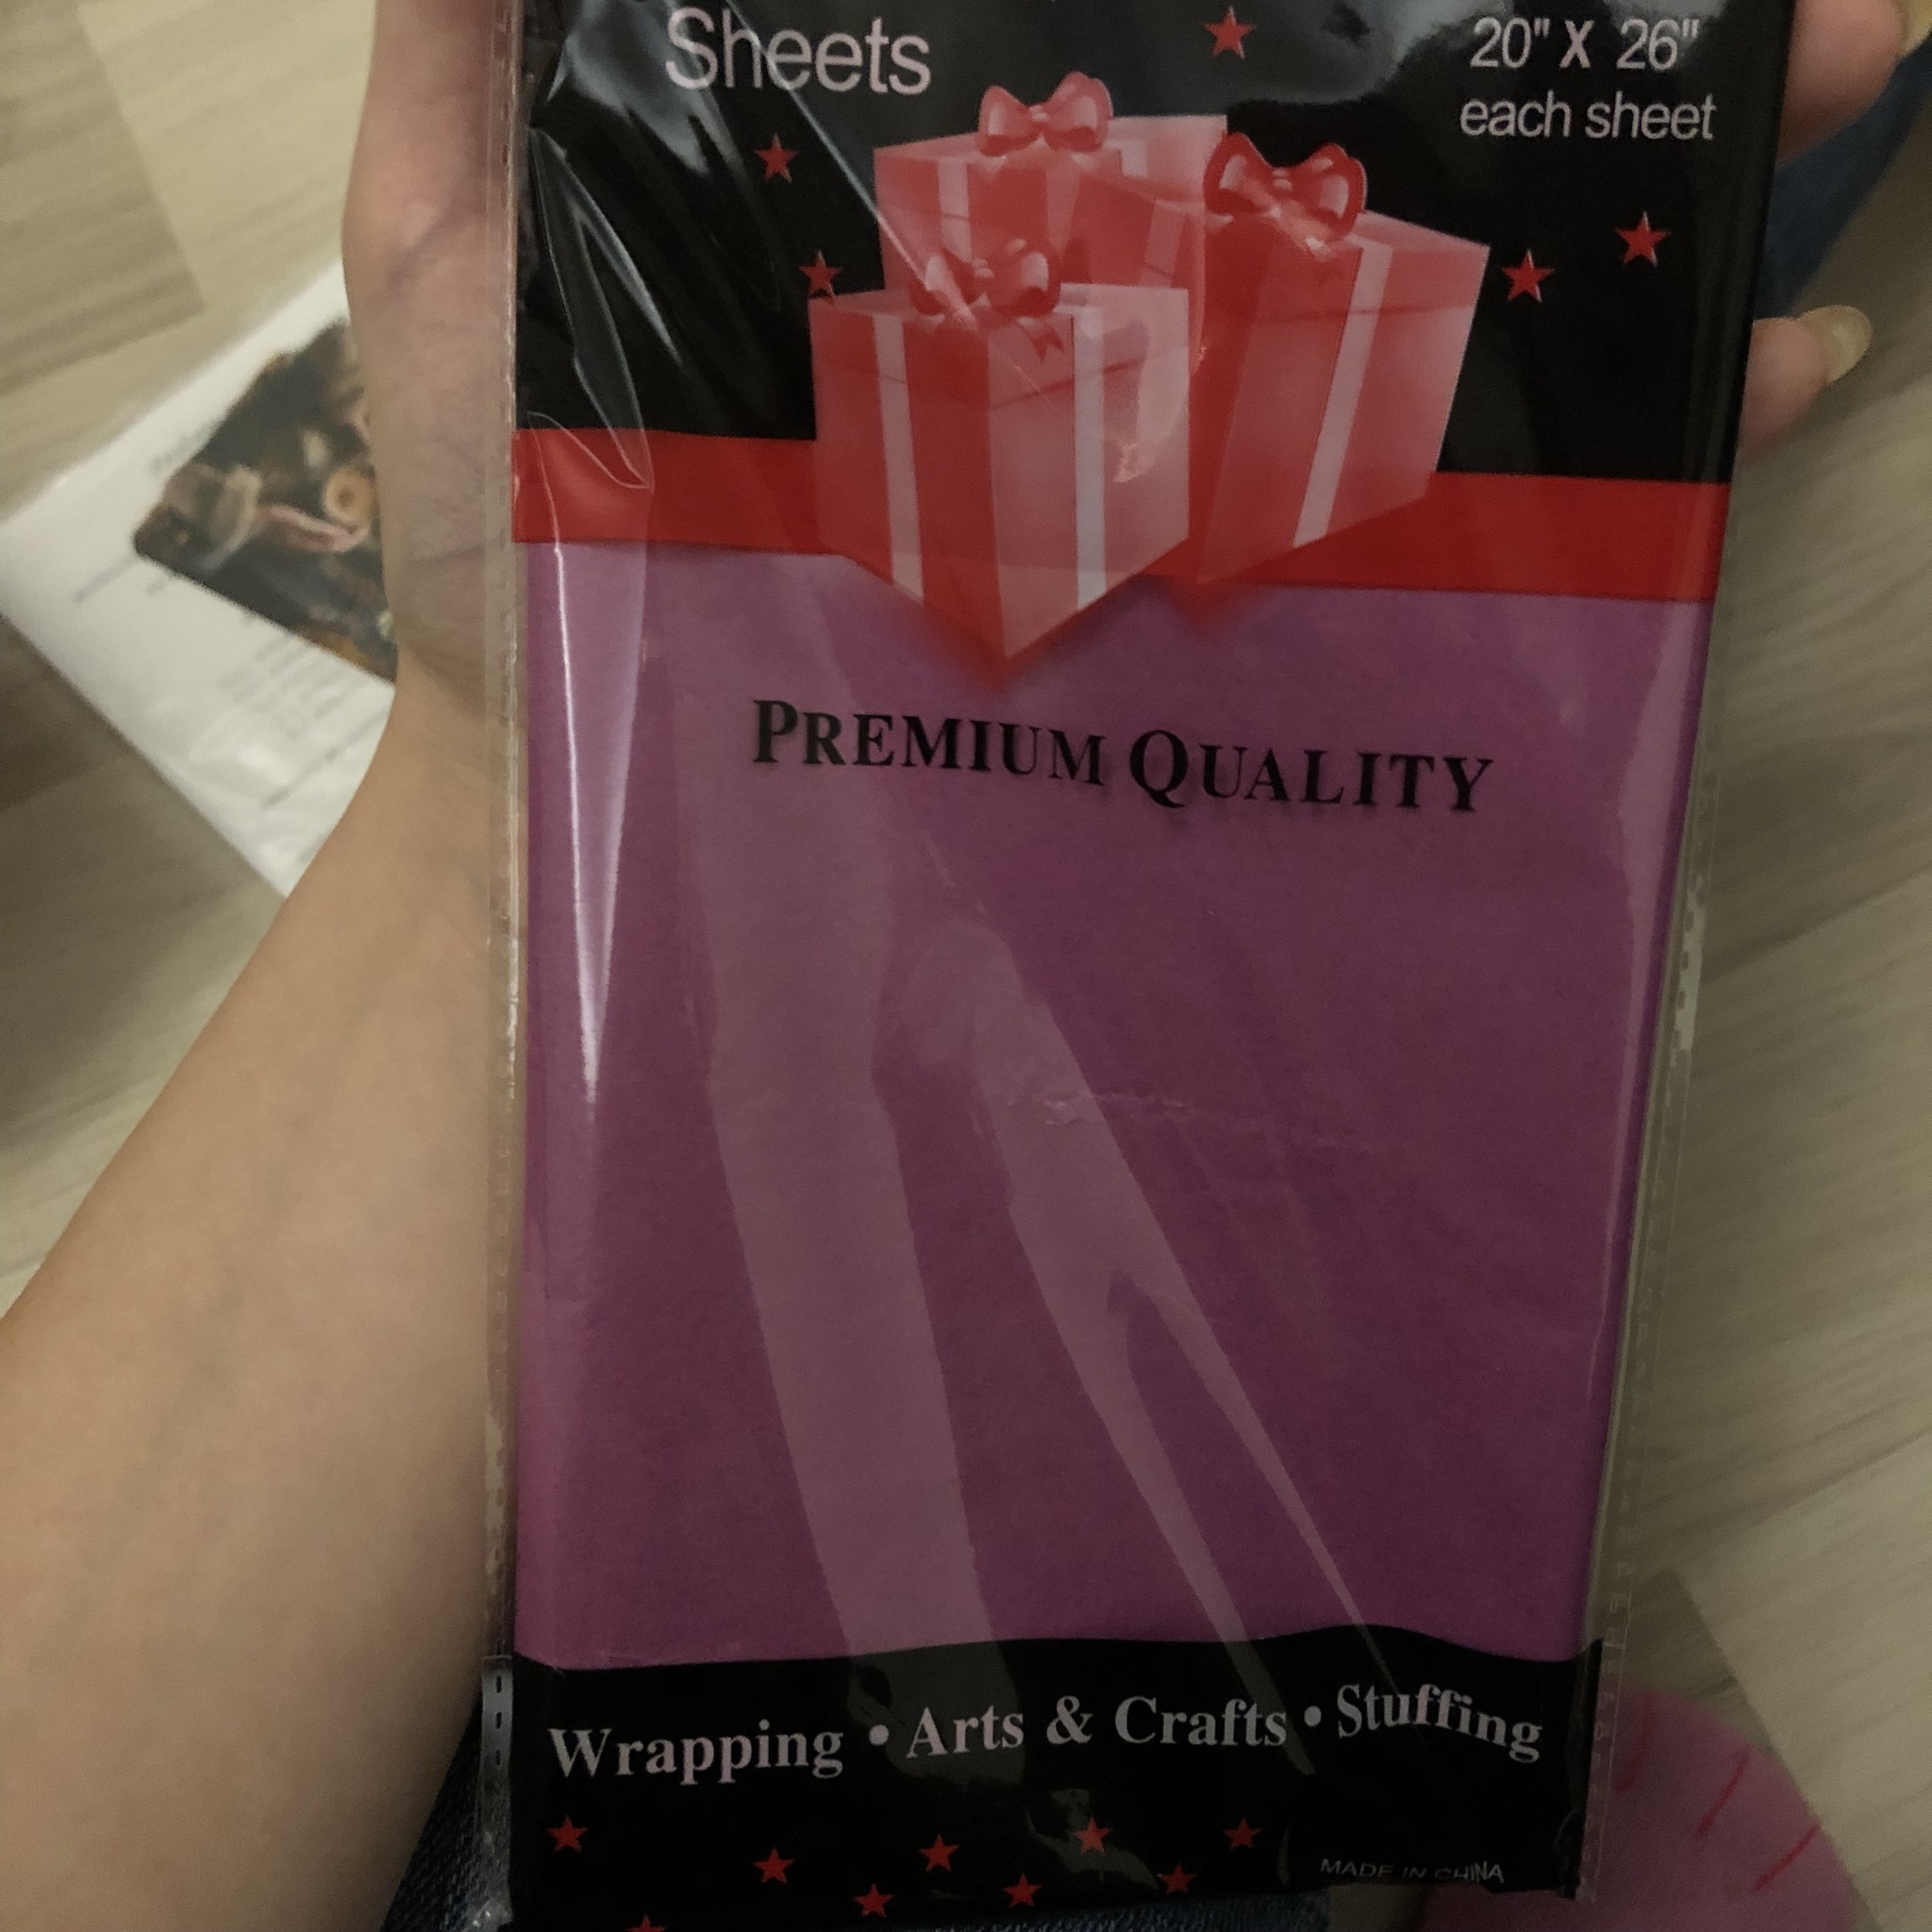 Sheets
20" X 26"
each sheet
PREMIUM QUALITY
Wrapping • Arts & Crafts • Stuffing
MADE IN CHINA